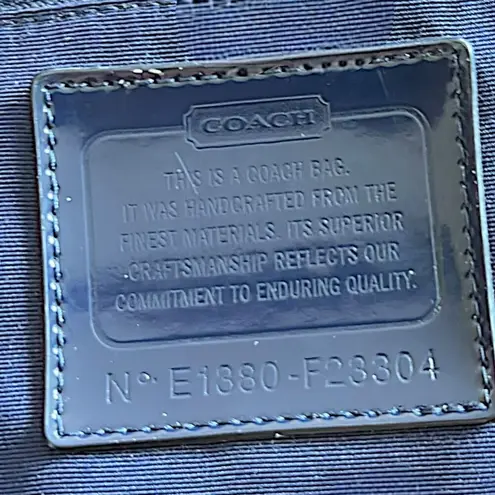 COACH
THIS IS A COACH BAG.
IT WAS HANDCRAFTED FROM THE
FINEST MATERIALS. ITS SUPERIOR
CRAFTSMANSHIP REFLECTS OUR
COMMITMENT TO ENDURING QUALITY.
Nº E1380-F23304